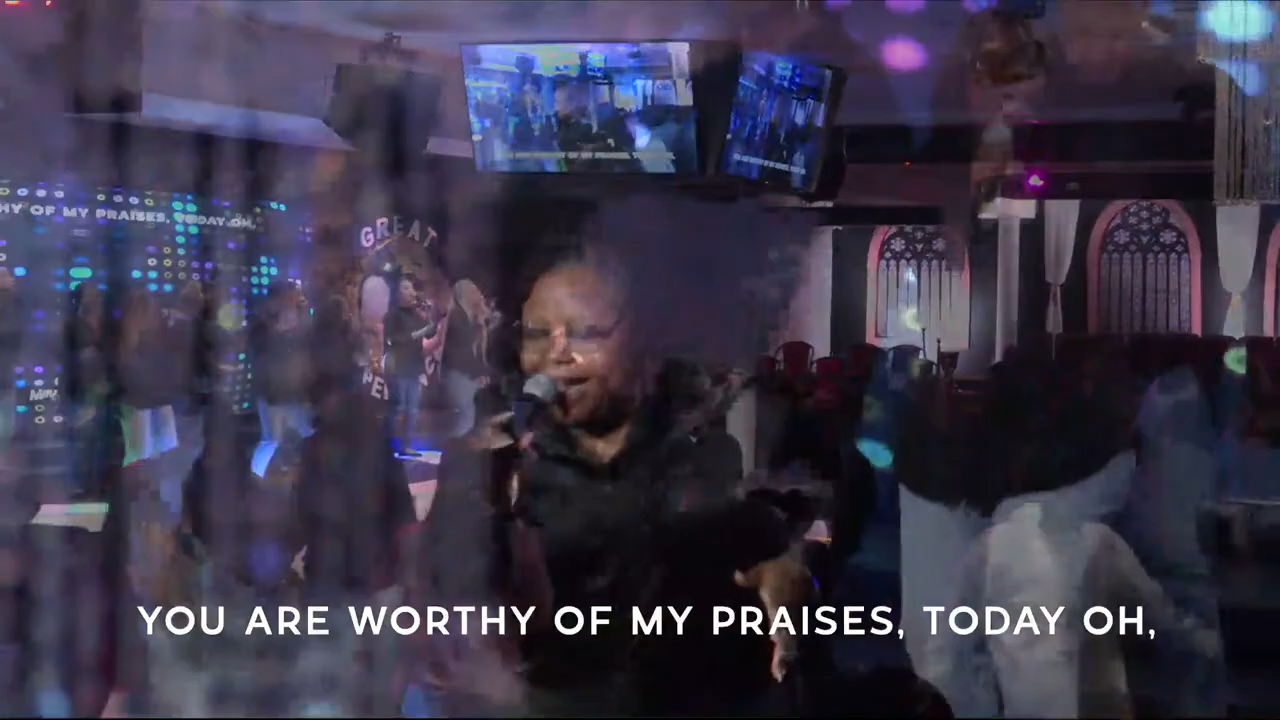 HY OF MY PRAISES, TODAY OH,
GREAT
YOU ARE WORTHY OF MY PRAISES, TODAY OH,